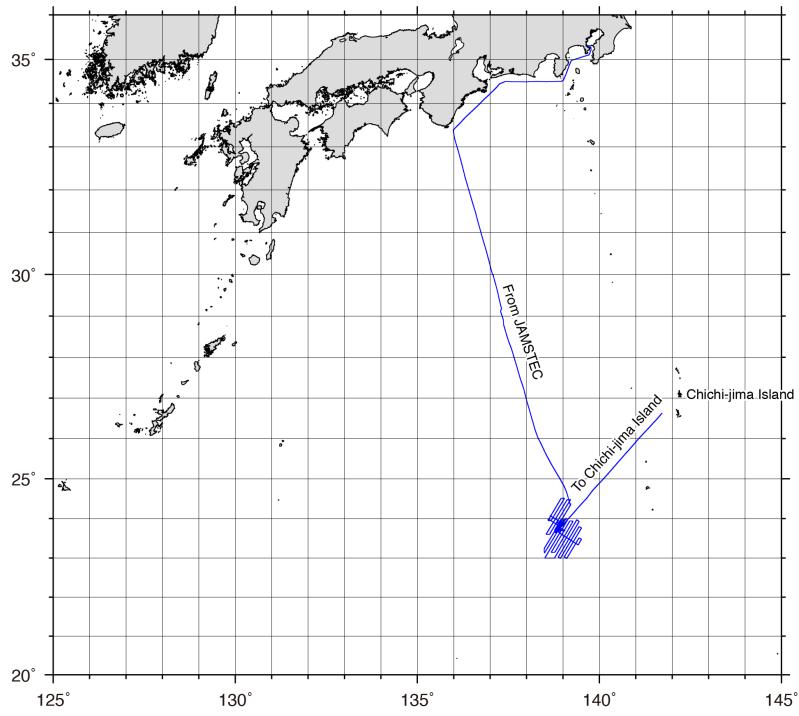 35°
30°
From JAMSTEC
Chichi-jima Island
To Chichi-jima Island
25°
20°
125° 130° 135° 140° 145°